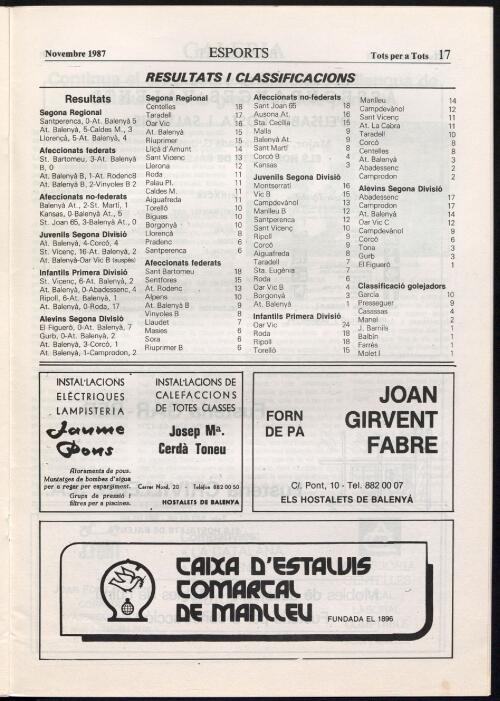 Novembre 1987
ESPORTS
Tots per a Tots 17
RESULTATS I CLASSIFICACIONS
Resultats
Segona Regional
Santperenca, 0-At. Balenyà 5
At. Balenyà, 5-Caldes M., 3
Llorençà, 5-At. Balenyà, 4
Afeccionats federats
St. Bartomeu, 3-At. Balenyà
B, 0
At. Balenyà B, 1-At. Rodenc8
At. Balenyà B, 2-Vinyoles B 2
Afeccionats no-federats
Balenyà At., 2-St. Martí, 1
Kansas, 0-Balenyà At., 5
St. Joan 65, 3-Balenyà At., 0
Juvenils Segona Divisió
At. Balenyà, 4-Corcó, 4
St. Vicenç, 16-At. Balenyà, 2
At. Balenyà-Oar Vic B (suspès)
Infantils Primera Divisió
St. Vicenç, 6-At. Balenyà, 2
At. Balenyà, 0-Abadessenc, 4
Ripoll, 6-At. Balenyà, 1
At. Balenyà, 0-Roda, 17
Alevins Segona Divisió
El Figueró, 0-At. Balenyà, 7
Gurb, 0-At. Balenyà, 2
At. Balenyà, 3-Corcó, 1
At. Balenyà, 1-Camprodon, 2
Segona Regional
Centelles 18
Taradell 17
Oar Vic 16
At. Balenyà 15
Riuprimer 15
Lliçà d'Amunt 14
Sant Vicenç 13
Llerona 12
Roda 11
Palau Pl. 11
Caldes M. 11
Aiguafreda 11
Torelló 10
Bigues 10
Borgonyà 10
Llorençà 8
Pradenc 6
Santperenca 6
Afeccionats federats
Sant Bartomeu 18
Sentfores 15
At. Rodenc 13
Alpens 10
At. Balenyà B 9
Vinyoles B 8
Llaudet 7
Masies 6
Sora 6
Riuprimer B 6
Afeccionats no-federats
Sant Joan 65 18
Ausona At. 16
Sta. Cecília 15
Malla 9
Balenyà At. 9
Sant Martí 8
Corcó B 4
Kansas 3
Juvenils Segona Divisió
Montserrati 16
Vic B 15
Campdevànol 13
Manlleu B 12
Santperenca 12
Sant Vicenç 10
Ripoll 9
Corcó 9
Aiguafreda 8
Taradell 7
Sta. Eugènia 7
Roda 6
Oar Vic B 4
Borgonyà 3
At. Balenyà 1
Infantils Primera Divisió
Oar Vic 24
Roda 18
Ripoll 18
Torelló 15
Manlleu 14
Campdevànol 12
Sant Vicenç 11
At. La Cabra 11
Taradell 9
Corcó 8
Centelles 8
At. Balenyà 3
Abadessenc 2
Camprodon 2
Alevins Segona Divisió
Abadessenc 17
Camprodon 17
At. Balenyà 14
Oar Vic C 12
Campdevànol 9
Corcó 6
Tona 3
Gurb 3
El Figueró 1
Classificació golejadors
Garcia 10
Presseguer 9
Casassas 4
Manel 2
J. Barnils 1
Balbin 1
Farrés 1
Molet I 1
INSTAL·LACIONS
ELÈCTRIQUES
LAMPISTERIA
Jaume
Pons
Aforaments de pous.
Muntatges de bombes d'aigua
per a regar per espargiment.
Grups de pressió i
filtres per a piscines.
INSTAL·LACIONS DE
CALEFACCIONS
DE TOTES CLASSES
Josep Mª.
Cerdà Toneu
Carrer Nord, 20 - Telèfon 882 00 50
HOSTALETS DE BALENYA
FORN
DE PA
JOAN
GIRVENT
FABRE
C/. Pont, 10 - Tel. 882 00 07
ELS HOSTALETS DE BALENYÀ
CAIXA D'ESTALVIS
COMARCAL
DE MANLLEU
FUNDADA EL 1896